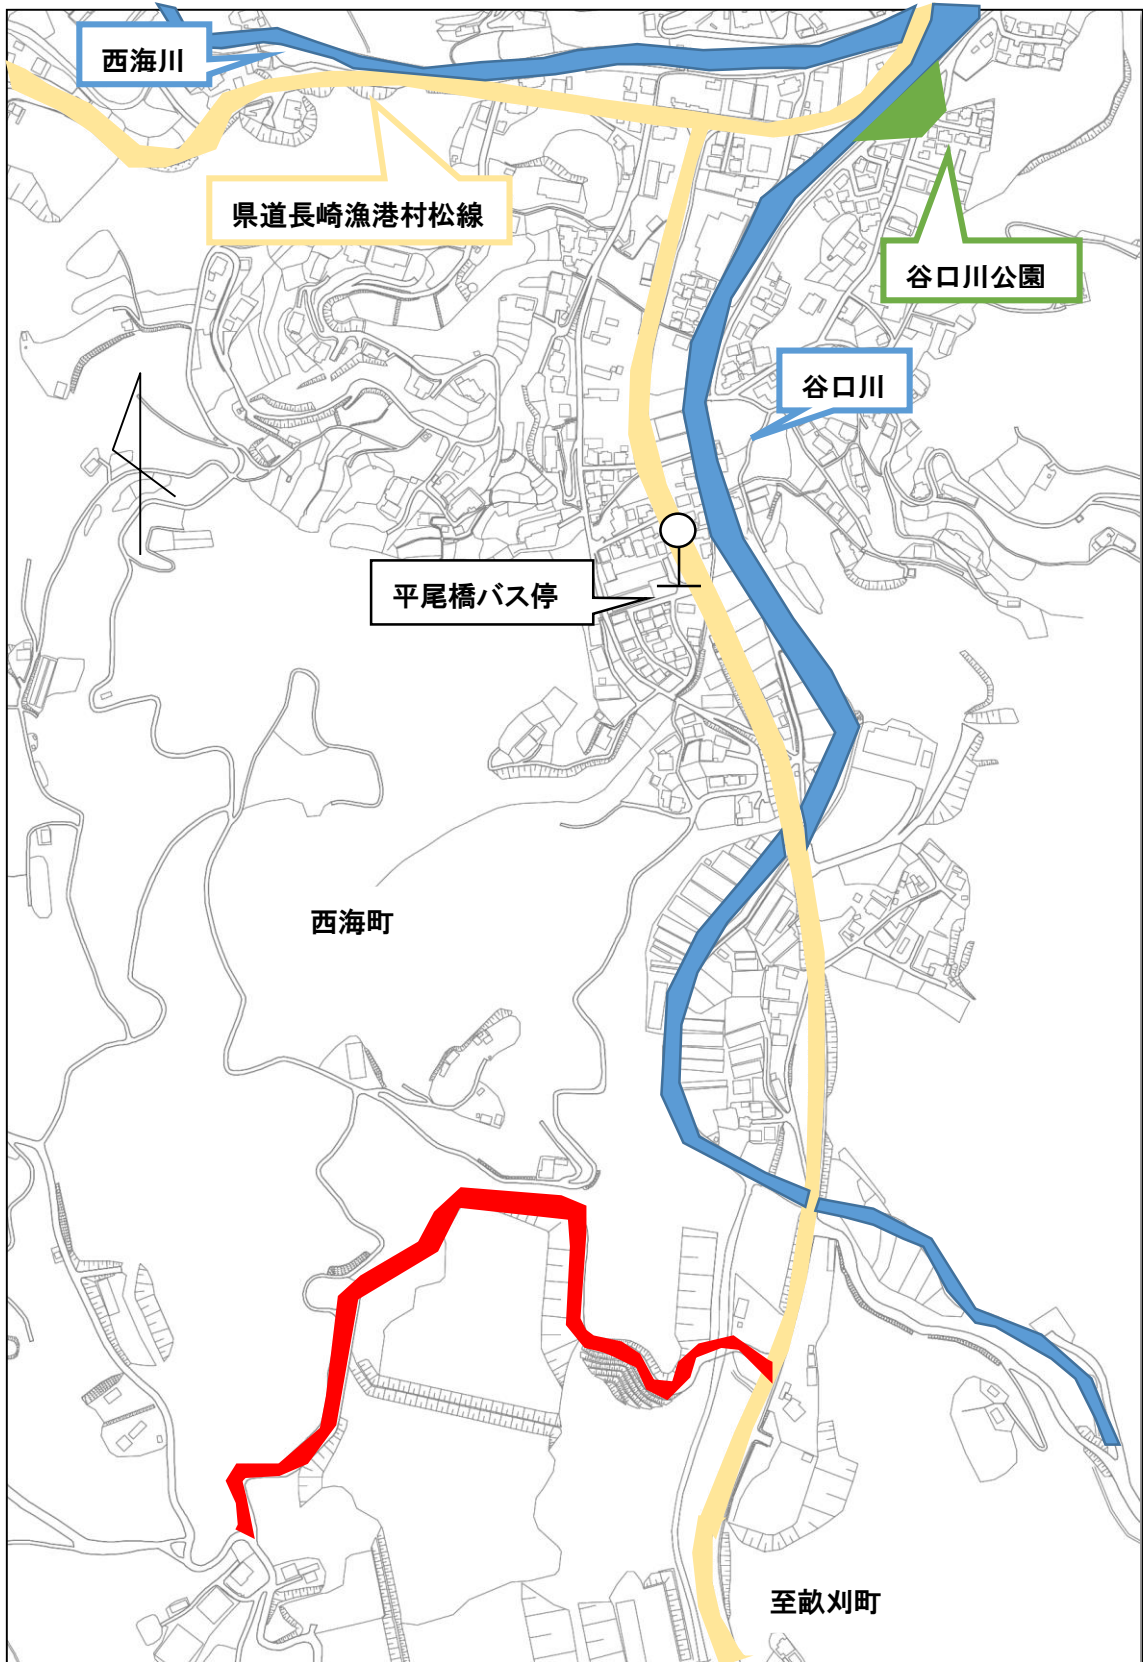 西海川
県道長崎漁港村松線
谷口川公園
谷口川
平尾橋バス停
西海町
至畝刈町